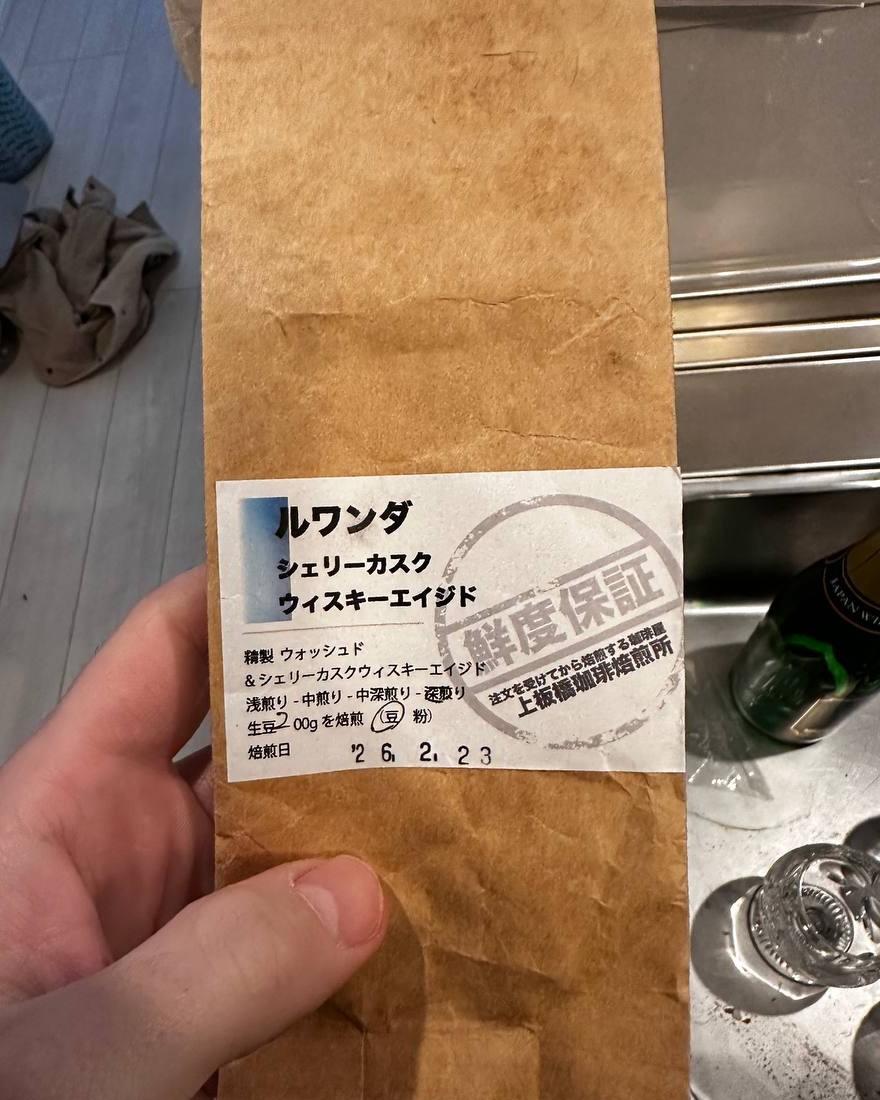 ルワンダ
シェリーカスク
ウィスキーエイジド
精製 ウォッシュド
&シェリーカスクウィスキーエイジド
浅煎り - 中煎り - 中深煎り - 深煎り
生豆200gを焙煎 (豆 粉)
焙煎日 '26. 2. 23
鮮度保証
注文を受けてから焙煎する珈琲屋
上板橋珈琲焙煎所
JAPAN WI